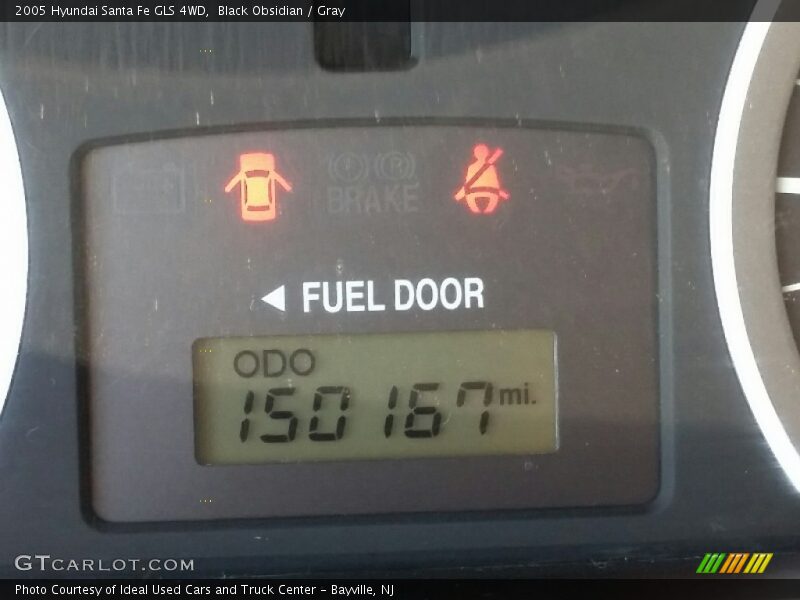 2005 Hyundai Santa Fe GLS 4WD, Black Obsidian / Gray
BRAKE
FUEL DOOR
ODO
150167 mi.
GTCARLOT.COM
Photo Courtesy of Ideal Used Cars and Truck Center - Bayville, NJ